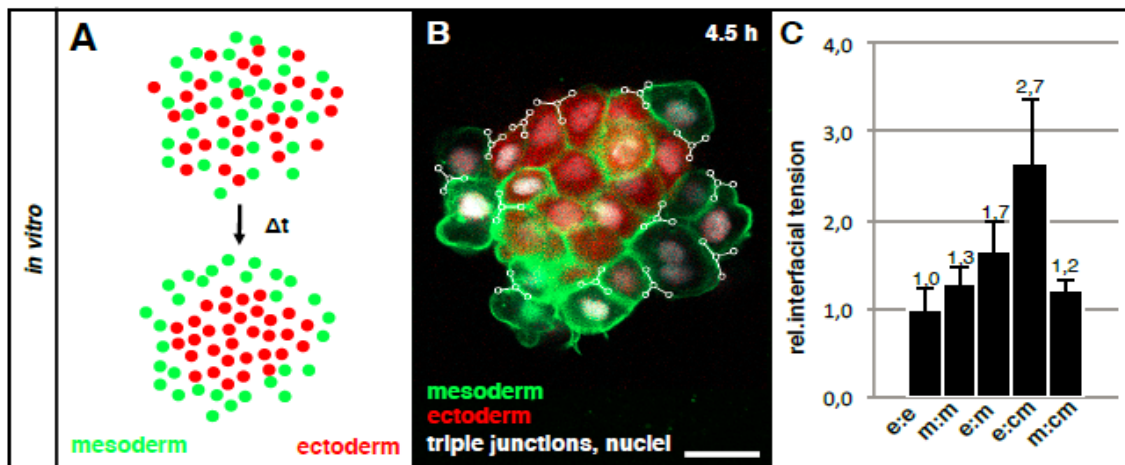 in vitro
A
Δt
mesoderm ectoderm
B 4.5 h
mesoderm
ectoderm
triple junctions, nuclei
C
rel.interfacial tension
4,0
3,0
2,0
1,0
0,0
1,0
1,3
1,7
2,7
1,2
e:e
m:m
e:m
e:cm
m:cm